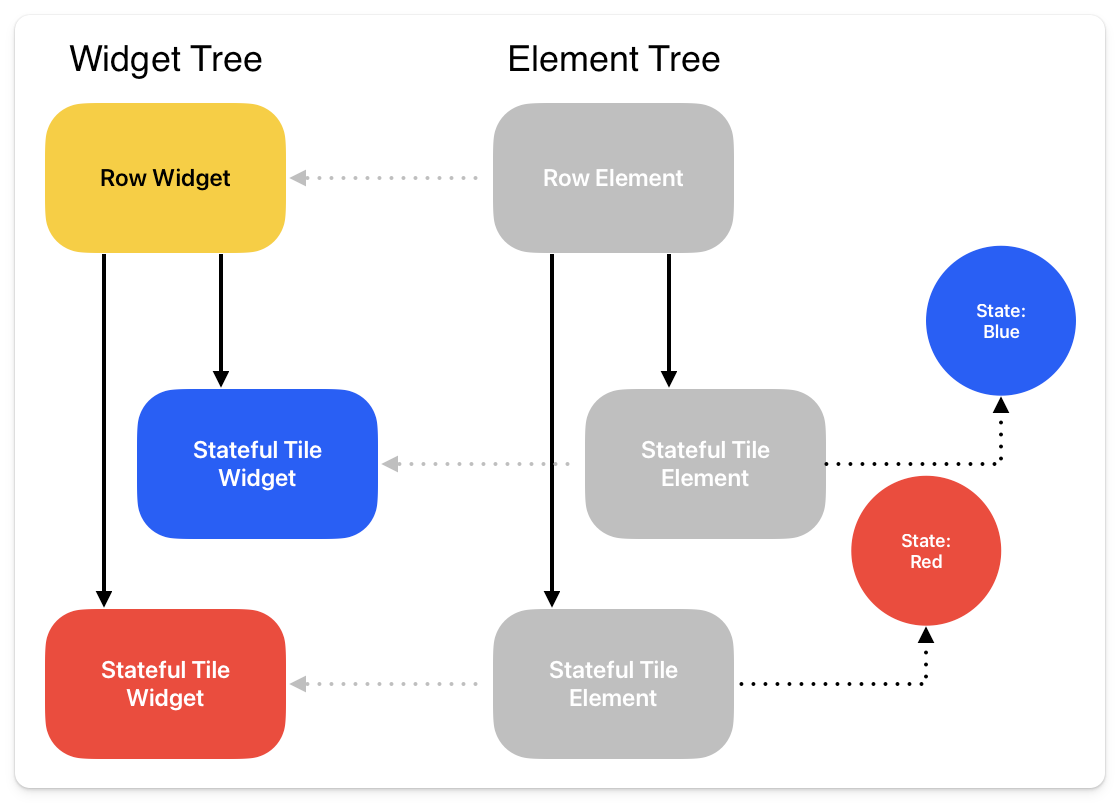 Widget Tree
Element Tree
Row Widget
Row Element
State:
Blue
Stateful Tile
Widget
Stateful Tile
Element
State:
Red
Stateful Tile
Widget
Stateful Tile
Element